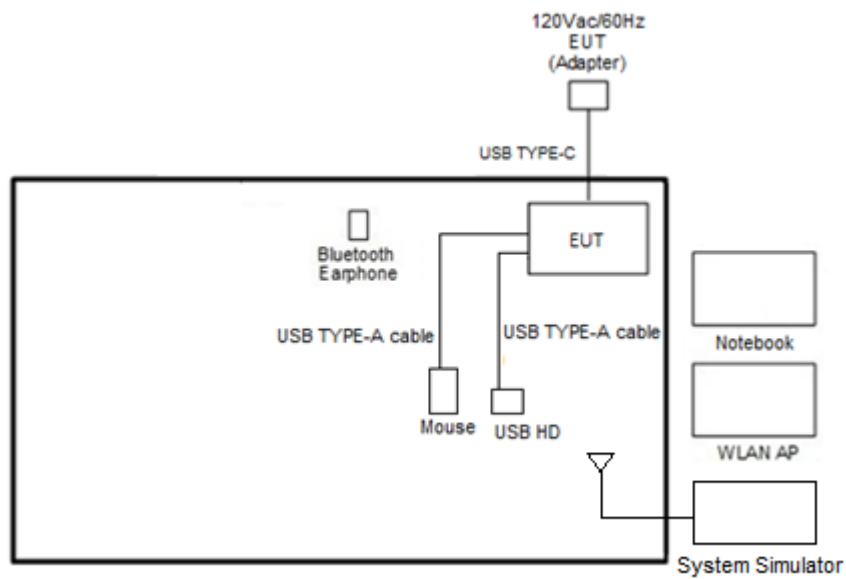 120Vac/60Hz
EUT
(Adapter)
USB TYPE-C
EUT
Bluetooth
Earphone
USB TYPE-A cable
USB TYPE-A cable
Notebook
Mouse
USB HD
WLAN AP
System Simulator